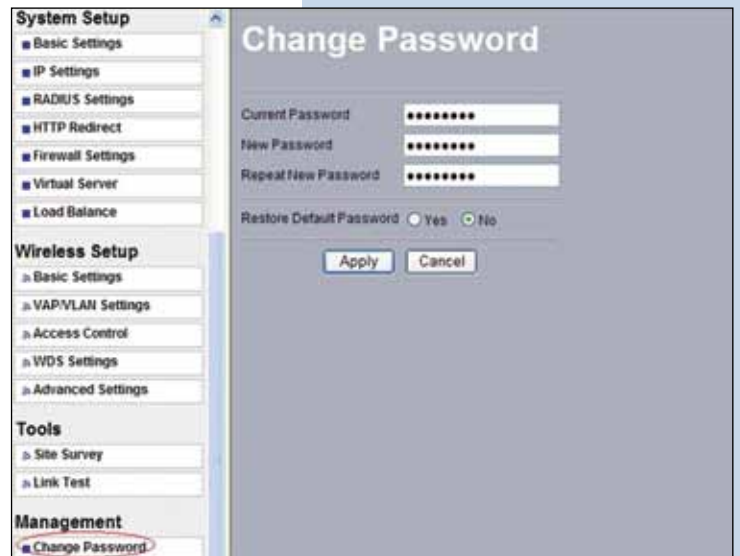 System Setup
Basic Settings
IP Settings
RADIUS Settings
HTTP Redirect
Firewall Settings
Virtual Server
Load Balance
Wireless Setup
Basic Settings
VAP/VLAN Settings
Access Control
WDS Settings
Advanced Settings
Tools
Site Survey
Link Test
Management
Change Password
Change Password
Current Password ••••••••
New Password ••••••••
Repeat New Password ••••••••
Restore Default Password Yes No
Apply Cancel